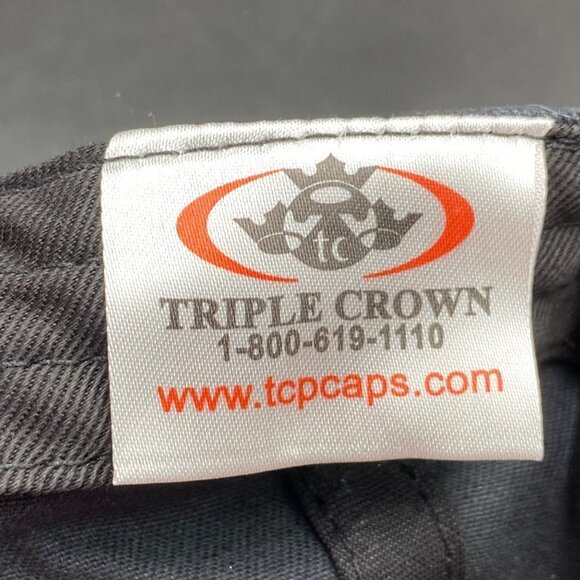 tc
TRIPLE CROWN
1-800-619-1110
www.tcpcaps.com